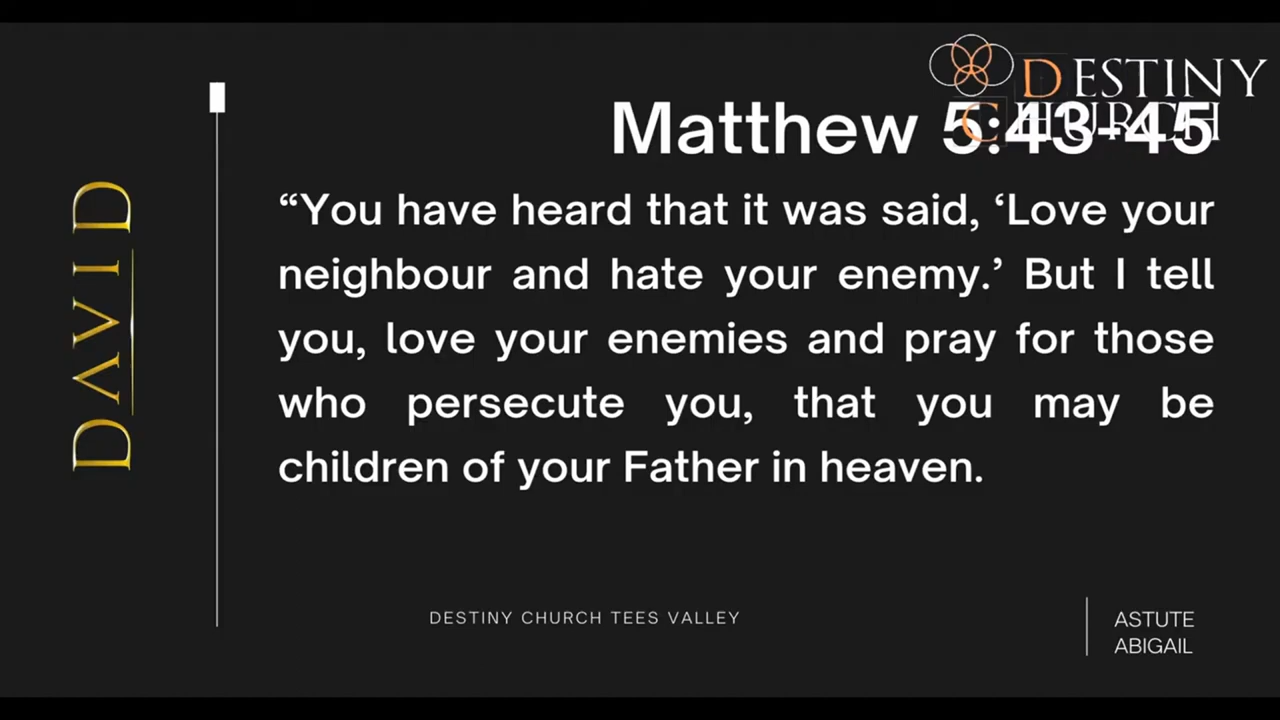 DESTINY
CHURCH
Matthew 5:43-45
“You have heard that it was said, ‘Love your
neighbour and hate your enemy.’ But I tell
you, love your enemies and pray for those
who persecute you, that you may be
children of your Father in heaven.
DAVID
DESTINY CHURCH TEES VALLEY
ASTUTE
ABIGAIL